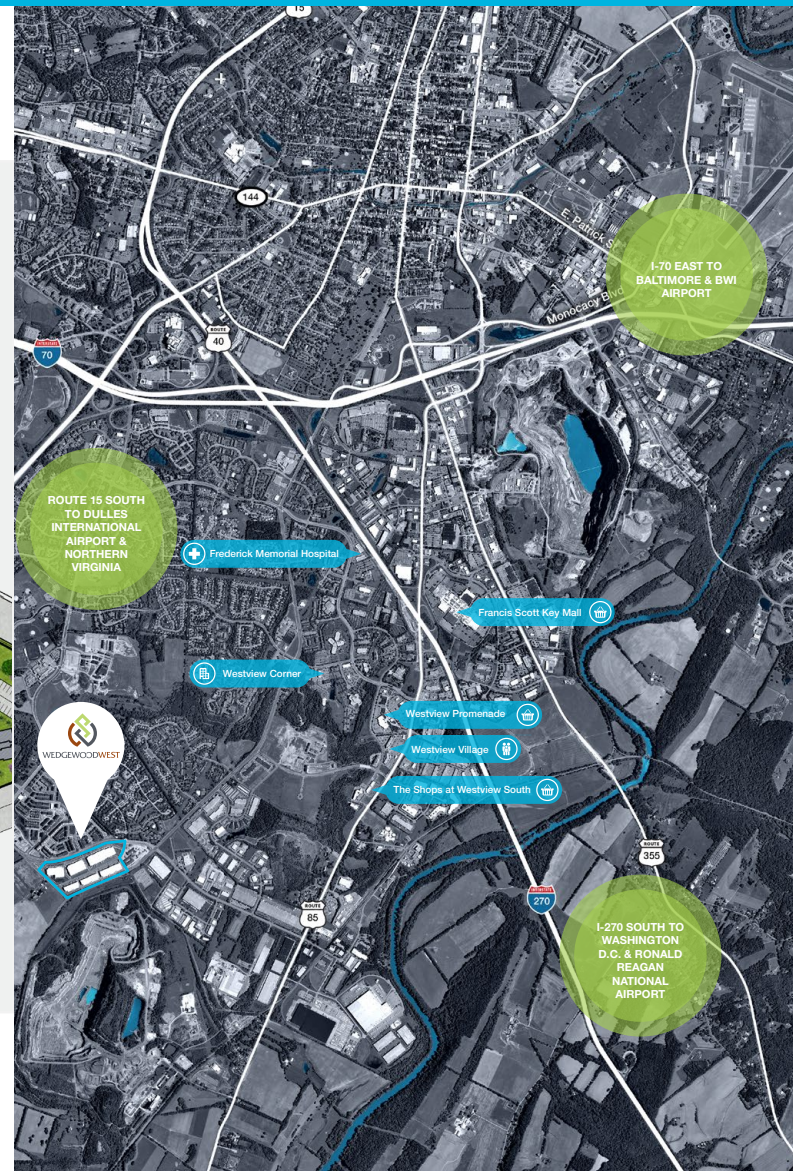 15
144
E. Patrick St
I-70 EAST TO
BALTIMORE & BWI
AIRPORT
Monocacy Blvd
ROUTE
40
INTERSTATE
70
ROUTE 15 SOUTH
TO DULLES
INTERNATIONAL
AIRPORT &
NORTHERN
VIRGINIA
Frederick Memorial Hospital
Francis Scott Key Mall
Westview Corner
Westview Promenade
WEDGEWOODWEST
Westview Village
The Shops at Westview South
ROUTE
355
INTERSTATE
270
ROUTE
85
I-270 SOUTH TO
WASHINGTON
D.C. & RONALD
REAGAN
NATIONAL
AIRPORT